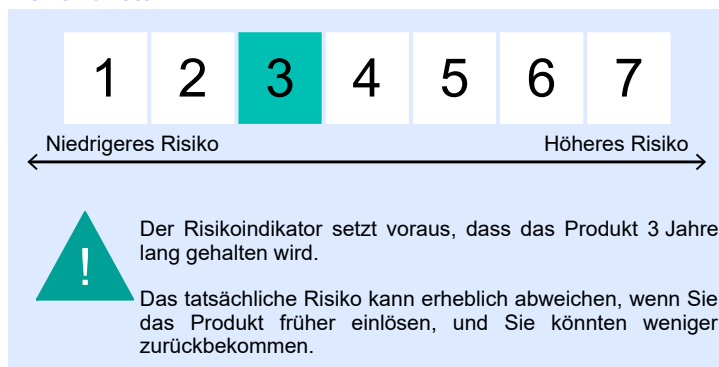 1 2 3 4 5 6 7
Niedrigeres Risiko Höheres Risiko
!
Der Risikoindikator setzt voraus, dass das Produkt 3 Jahre
lang gehalten wird.
Das tatsächliche Risiko kann erheblich abweichen, wenn Sie
das Produkt früher einlösen, und Sie könnten weniger
zurückbekommen.